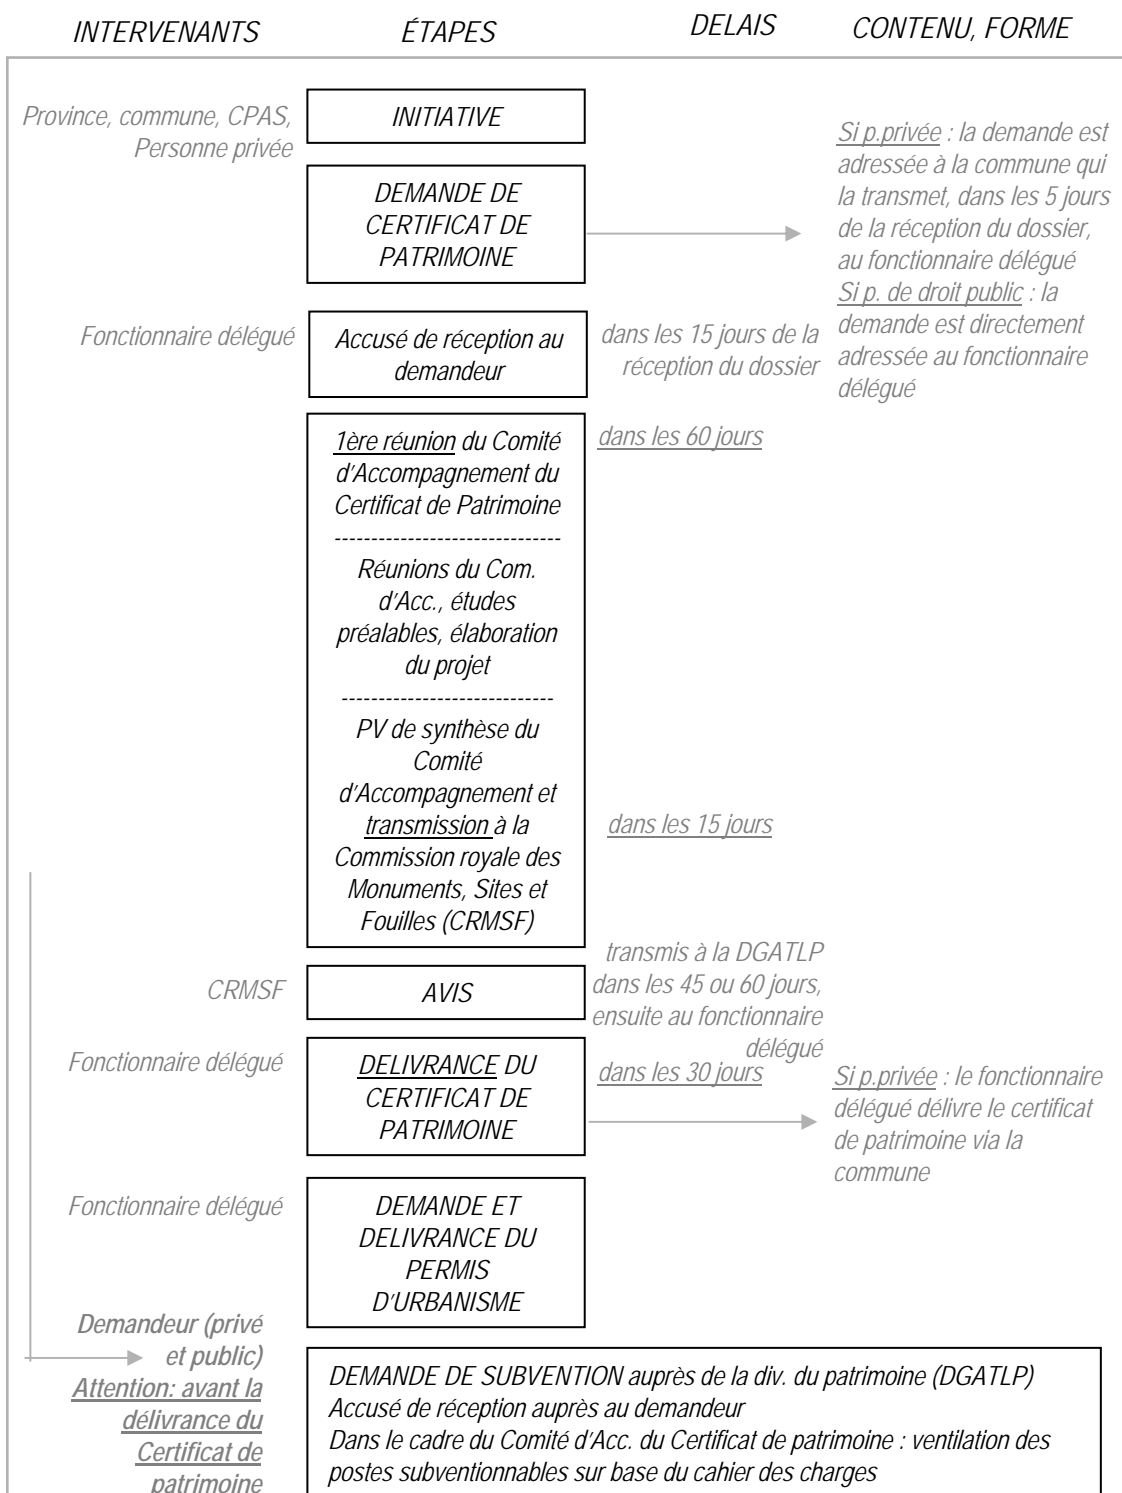 INTERVENANTS
ÉTAPES
DELAIS
CONTENU, FORME
Province, commune, CPAS,
Personne privée
INITIATIVE
DEMANDE DE
CERTIFICAT DE
PATRIMOINE
Si p.privée : la demande est
adressée à la commune qui
la transmet, dans les 5 jours
de la réception du dossier,
au fonctionnaire délégué
Si p. de droit public : la
demande est directement
adressée au fonctionnaire
délégué
Fonctionnaire délégué
Accusé de réception au
demandeur
dans les 15 jours de la
réception du dossier
1ère réunion du Comité
d'Accompagnement du
Certificat de Patrimoine
dans les 60 jours
-------------------------------
Réunions du Com.
d'Acc., études
préalables, élaboration
du projet
-----------------------------
PV de synthèse du
Comité
d'Accompagnement et
transmission à la
Commission royale des
Monuments, Sites et
Fouilles (CRMSF)
dans les 15 jours
CRMSF
AVIS
transmis à la DGATLP
dans les 45 ou 60 jours,
ensuite au fonctionnaire
délégué
Fonctionnaire délégué
DELIVRANCE DU
CERTIFICAT DE
PATRIMOINE
dans les 30 jours
Si p.privée : le fonctionnaire
délégué délivre le certificat
de patrimoine via la
commune
Fonctionnaire délégué
DEMANDE ET
DELIVRANCE DU
PERMIS
D'URBANISME
Demandeur (privé
et public)
Attention: avant la
délivrance du
Certificat de
patrimoine
DEMANDE DE SUBVENTION auprès de la div. du patrimoine (DGATLP)
Accusé de réception auprès au demandeur
Dans le cadre du Comité d'Acc. du Certificat de patrimoine : ventilation des
postes subventionnables sur base du cahier des charges